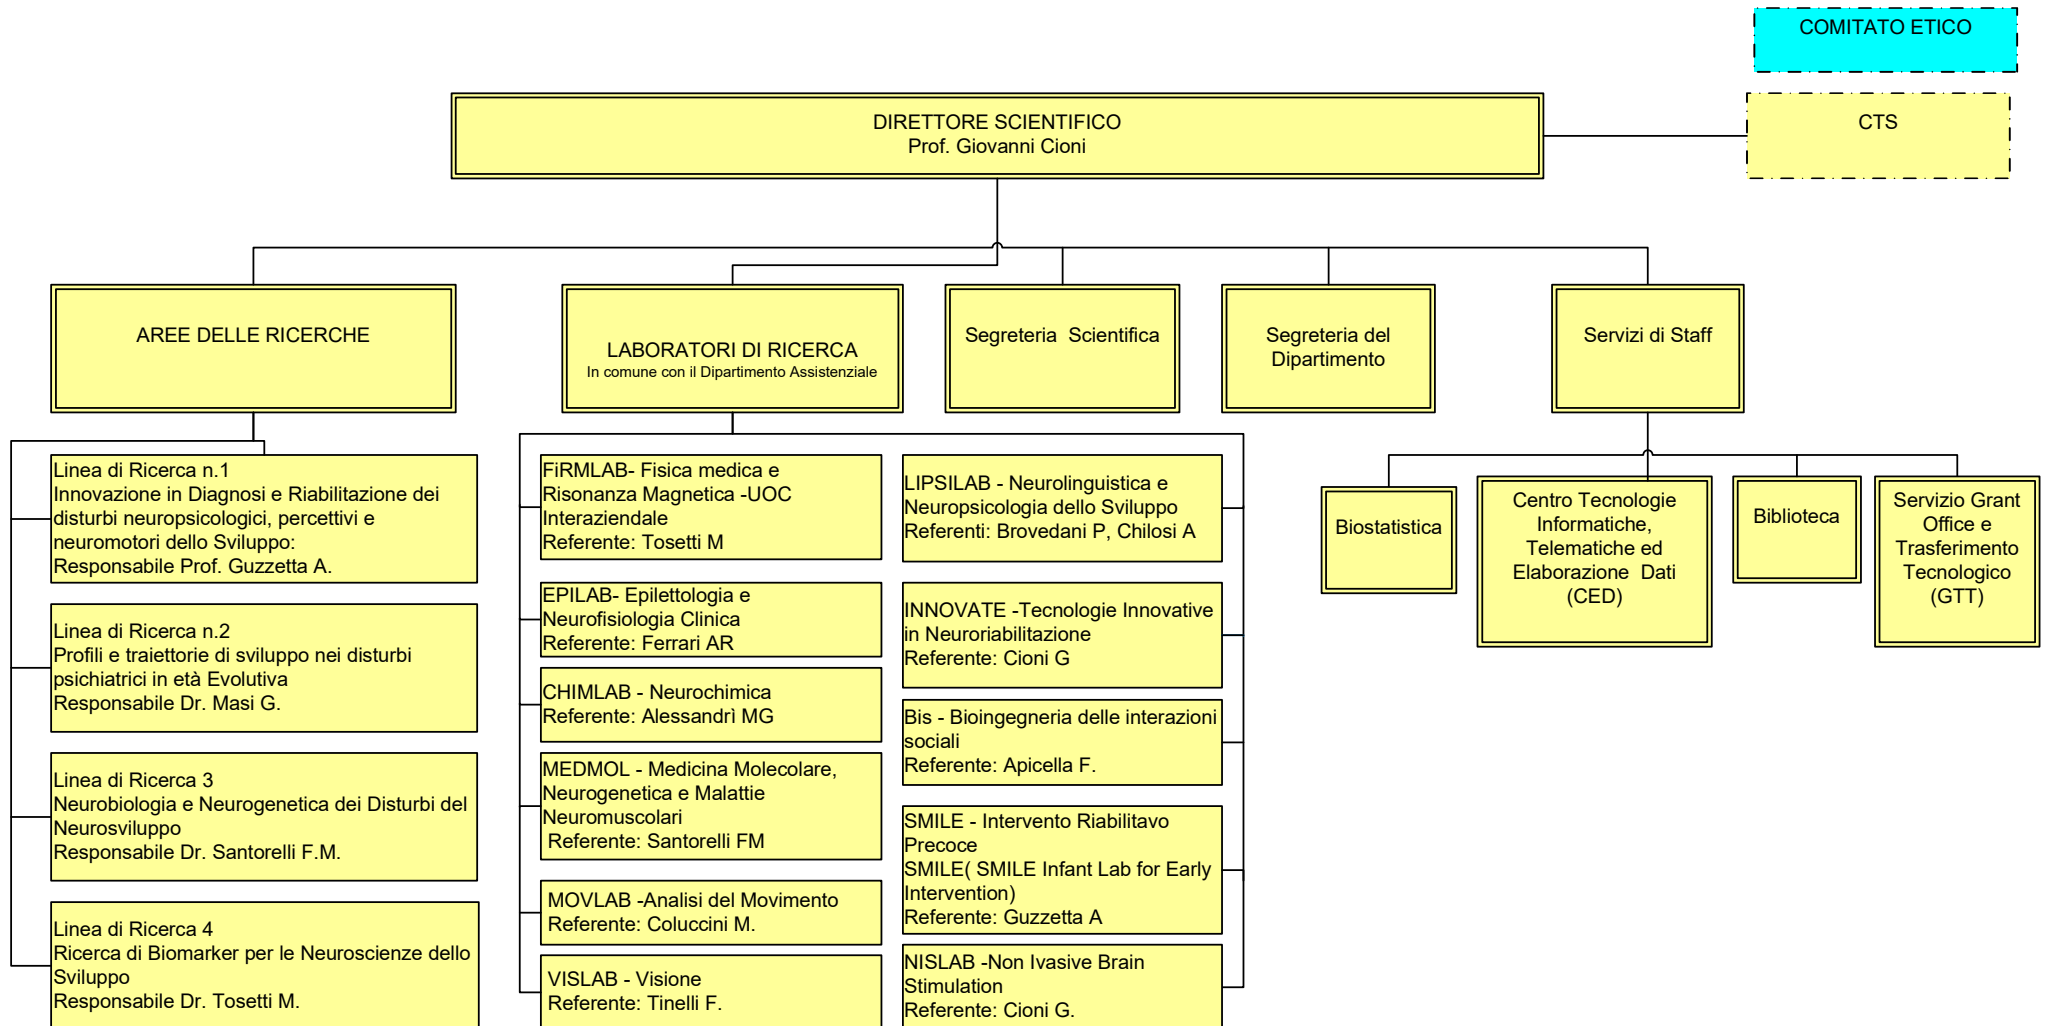 COMITATO ETICO
DIRETTORE SCIENTIFICO
Prof. Giovanni Cioni
CTS
AREE DELLE RICERCHE
LABORATORI DI RICERCA
In comune con il Dipartimento Assistenziale
Segreteria  Scientifica
Segreteria del
Dipartimento
Servizi di Staff
Linea di Ricerca n.1
Innovazione in Diagnosi e Riabilitazione dei
disturbi neuropsicologici, percettivi e
neuromotori dello Sviluppo:
Responsabile Prof. Guzzetta A.
Linea di Ricerca n.2
Profili e traiettorie di sviluppo nei disturbi
psichiatrici in età Evolutiva
Responsabile Dr. Masi G.
Linea di Ricerca 3
Neurobiologia e Neurogenetica dei Disturbi del
Neurosviluppo
Responsabile Dr. Santorelli F.M.
Linea di Ricerca 4
Ricerca di Biomarker per le Neuroscienze dello
Sviluppo
Responsabile Dr. Tosetti M.
FiRMLAB- Fisica medica e
Risonanza Magnetica -UOC
Interaziendale
Referente: Tosetti M
EPILAB- Epilettologia e
Neurofisiologia Clinica
Referente: Ferrari AR
CHIMLAB - Neurochimica
Referente: Alessandrì MG
MEDMOL - Medicina Molecolare,
Neurogenetica e Malattie
Neuromuscolari
Referente: Santorelli FM
MOVLAB -Analisi del Movimento
Referente: Coluccini M.
VISLAB - Visione
Referente: Tinelli F.
LIPSILAB - Neurolinguistica e
Neuropsicologia dello Sviluppo
Referenti: Brovedani P, Chilosi A
INNOVATE -Tecnologie Innovative
in Neuroriabilitazione
Referente: Cioni G
Bis - Bioingegneria delle interazioni
sociali
Referente: Apicella F.
SMILE - Intervento Riabilitavo
Precoce
SMILE( SMILE Infant Lab for Early
Intervention)
Referente: Guzzetta A
NISLAB -Non Ivasive Brain
Stimulation
Referente: Cioni G.
Biostatistica
Centro Tecnologie
Informatiche,
Telematiche ed
Elaborazione  Dati
(CED)
Biblioteca
Servizio Grant
Office e
Trasferimento
Tecnologico
(GTT)